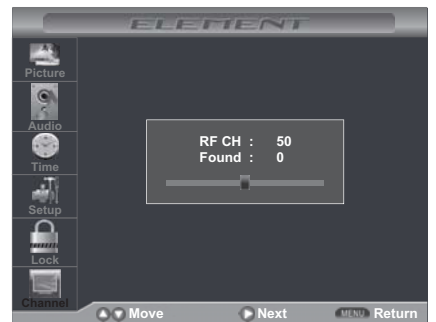 ELEMENT
Picture
Audio
Time
Setup
Lock
Channel
RF CH : 50
Found : 0
Move Next MENU Return